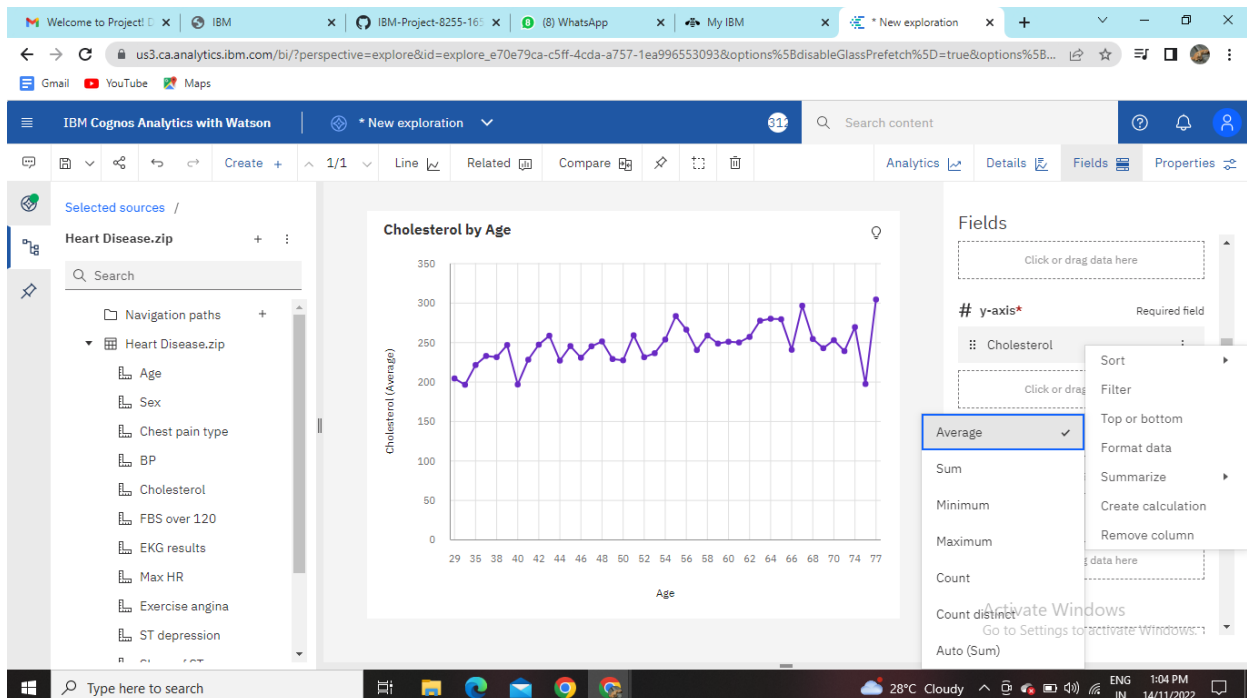 Welcome to Project! D
IBM
IBM-Project-8255-165
(8) WhatsApp
My IBM
* New exploration
us3.ca.analytics.ibm.com/bi/?perspective=explore&id=explore_e70e79ca-c5ff-4cda-a757-1ea996553093&options%5BdisableGlassPrefetch%5D=true&options%5B...
Gmail
YouTube
Maps
IBM Cognos Analytics with Watson
* New exploration
Search content
Create +
1/1
Line
Related
Compare
Analytics
Details
Fields
Properties
Selected sources /
Heart Disease.zip
Search
Navigation paths
Heart Disease.zip
Age
Sex
Chest pain type
BP
Cholesterol
FBS over 120
EKG results
Max HR
Exercise angina
ST depression
Cholesterol by Age
350
300
250
200
150
100
50
0
Cholesterol (Average)
29 35 38 40 42 44 46 48 50 52 54 56 58 60 62 64 66 68 70 74 77
Age
Fields
Click or drag data here
# y-axis*
Required field
Cholesterol
Click or drag
data here
Sort
Filter
Top or bottom
Format data
Summarize
Create calculation
Remove column
Average
Sum
Minimum
Maximum
Count
Count distinct
Auto (Sum)
Activate Windows
Go to Settings to activate Windows.
Type here to search
28°C Cloudy
ENG
IN
1:04 PM
14/11/2022